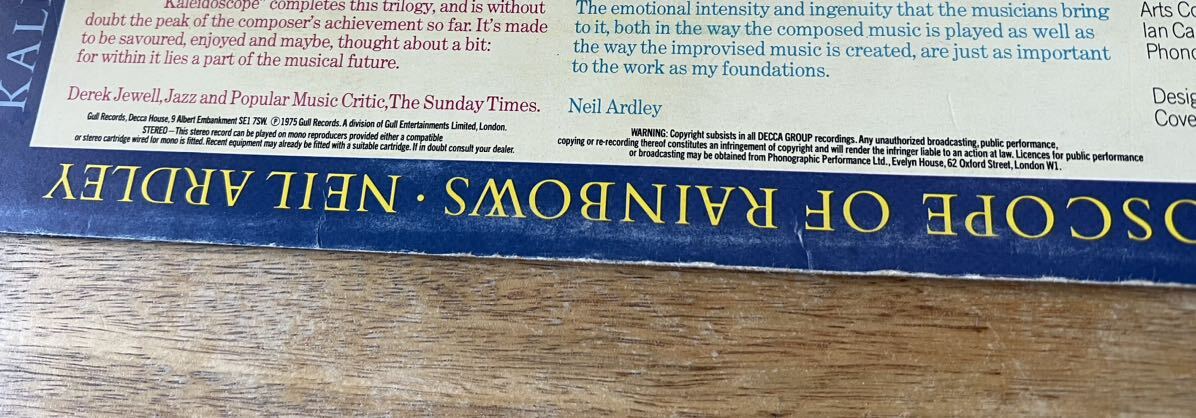 Kaleidoscope" completes this trilogy, and is without
doubt the peak of the composer's achievement so far. It's made
to be savoured, enjoyed and maybe, thought about a bit:
for within it lies a part of the musical future.
Derek Jewell, Jazz and Popular Music Critic, The Sunday Times.
Gull Records, Decca House, 9 Albert Embankment SE1 7SW. ℗ 1975 Gull Records. A division of Gull Entertainments Limited, London.
STEREO—This stereo record can be played on mono reproducers provided either a compatible
or stereo cartridge wired for mono is fitted. Recent equipment may already be fitted with a suitable cartridge. If in doubt consult your dealer.
The emotional intensity and ingenuity that the musicians bring
to it, both in the way the composed music is played as well as
the way the improvised music is created, are just as important
to the work as my foundations.
Neil Ardley
WARNING: Copyright subsists in all DECCA GROUP recordings. Any unauthorized broadcasting, public performance,
copying or re-recording thereof constitutes an infringement of copyright and will render the infringer liable to an action at law. Licences for public performance
or broadcasting may be obtained from Phonographic Performance Ltd., Evelyn House, 62 Oxford Street, London W1.
Arts Co
Ian Ca
Phono
Desig
Cove
KAL
OSCOPE OF RAINBOWS · NEIL ARDLEY